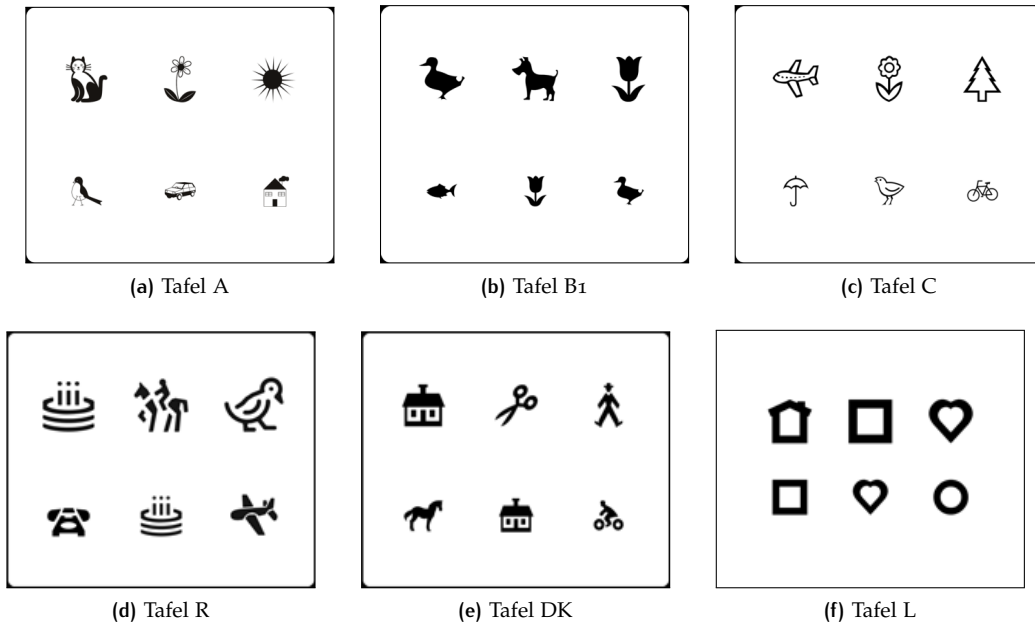 (a) Tafel A
(b) Tafel B1
(c) Tafel C
(d) Tafel R
(e) Tafel DK
(f) Tafel L